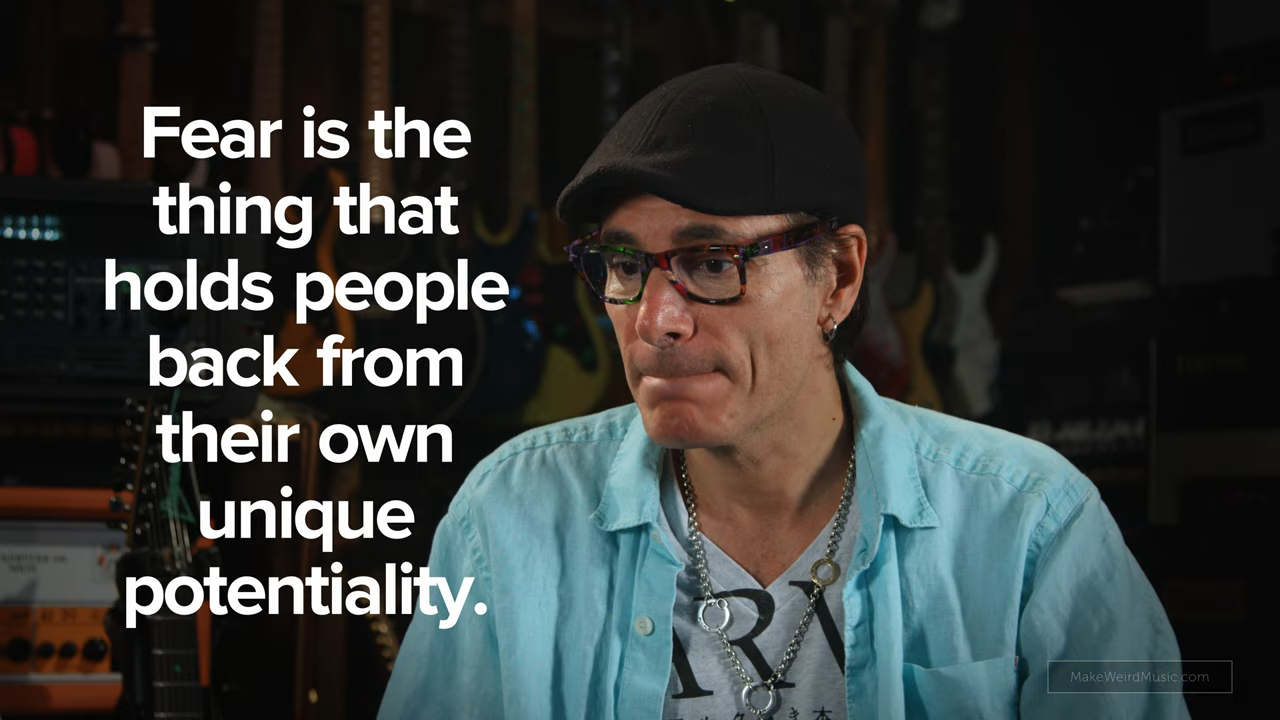 Fear is the
thing that
holds people
back from
their own
unique
potentiality.
MakeWeirdMusic.com